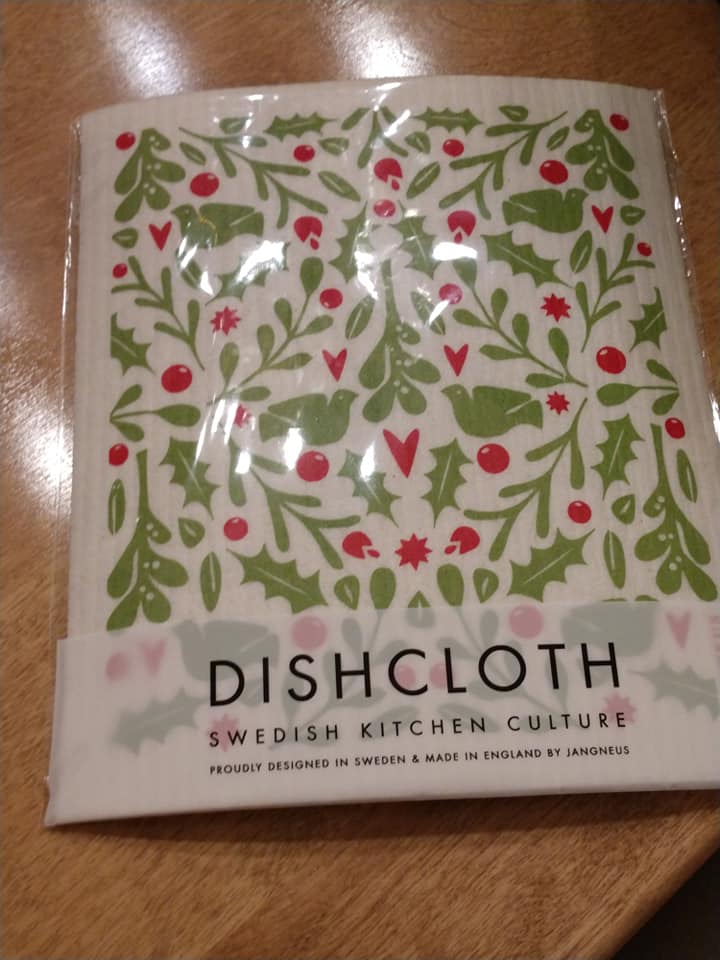 DISHCLOTH
SWEDISH KITCHEN CULTURE
PROUDLY DESIGNED IN SWEDEN & MADE IN ENGLAND BY JANGNEUS